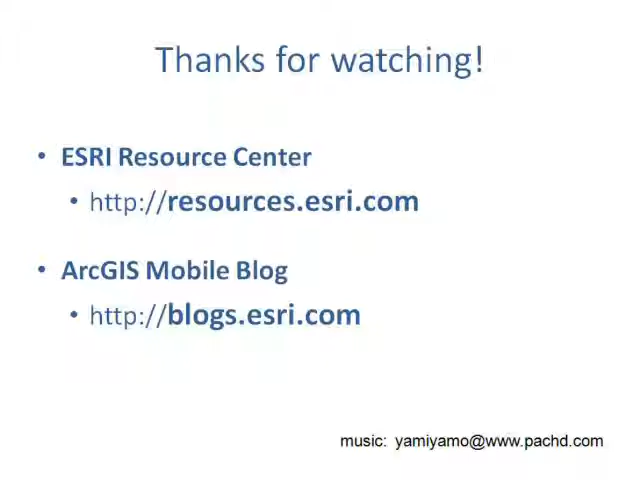 Thanks for watching!
• ESRI Resource Center
• http://resources.esri.com
• ArcGIS Mobile Blog
• http://blogs.esri.com
music: yamiyamo@www.pachd.com